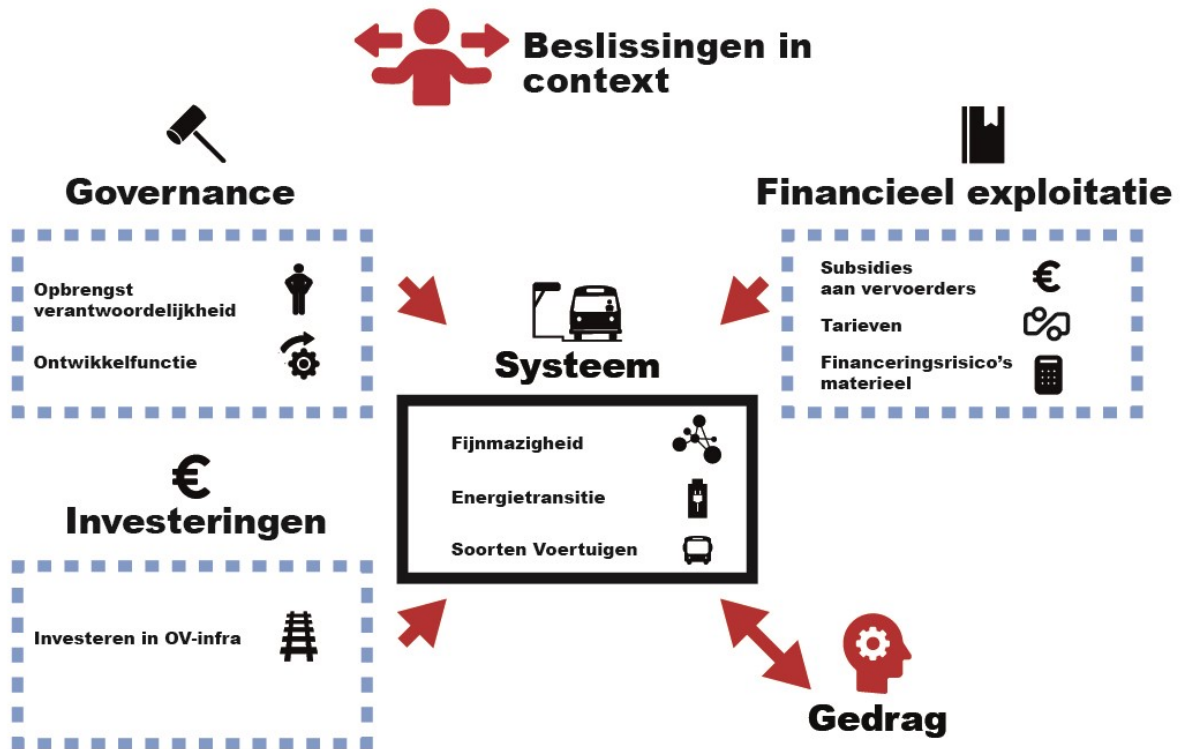 Beslissingen in
context
Governance
Opbrengst
verantwoordelijkheid
Ontwikkelfunctie
Financieel exploitatie
Subsidies
aan vervoerders
€
Tarieven
Financeringsrisico's
materieel
Systeem
Fijnmazigheid
Energietransitie
Soorten Voertuigen
€
Investeringen
Investeren in OV-infra
Gedrag